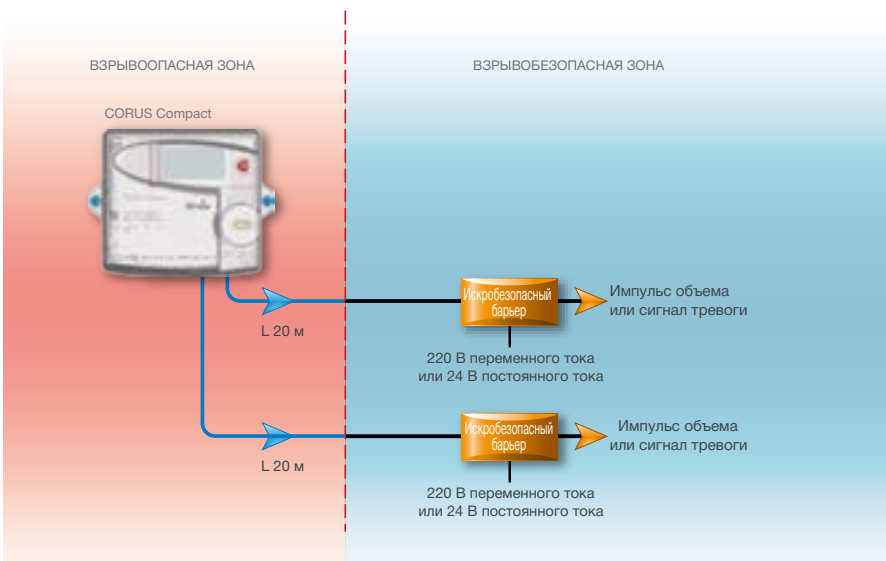 ВЗРЫВООПАСНАЯ ЗОНА
ВЗРЫВОБЕЗОПАСНАЯ ЗОНА
CORUS Compact
Искробезопасный
барьер
Импульс объема
или сигнал тревоги
L 20 м
220 В переменного тока
или 24 В постоянного тока
Искробезопасный
барьер
Импульс объема
или сигнал тревоги
L 20 м
220 В переменного тока
или 24 В постоянного тока